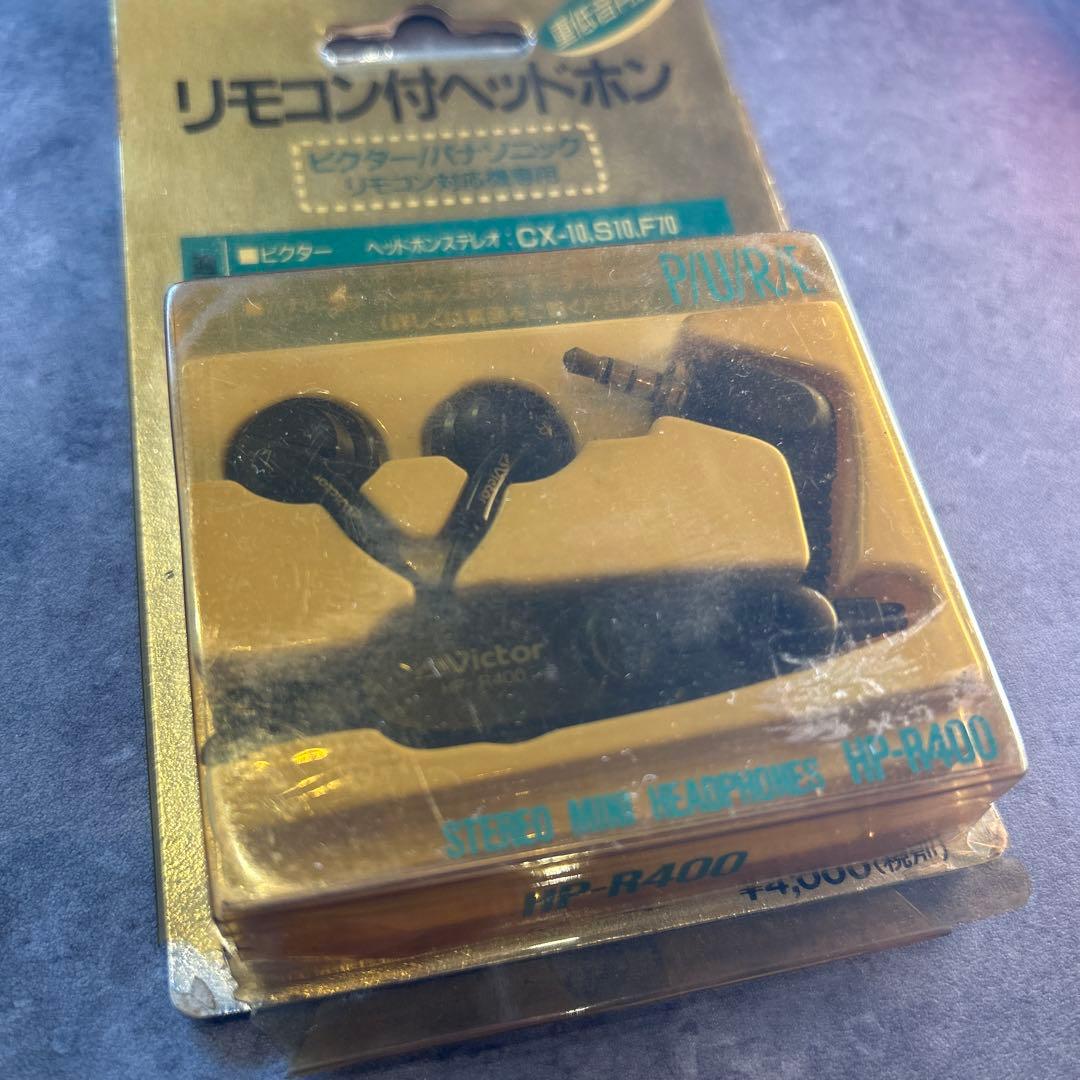 重低音
リモコン付ヘッドホン
ビクター/パナソニック
リモコン対応機専用
■ビクター ヘッドホンステレオ:CX-10,S10,F70
P/U/R/E
Victor
Victor
Victor
HP-R400
STEREO MINI HEADPHONES HP-R400
HP-R400 ¥4,000(税別)